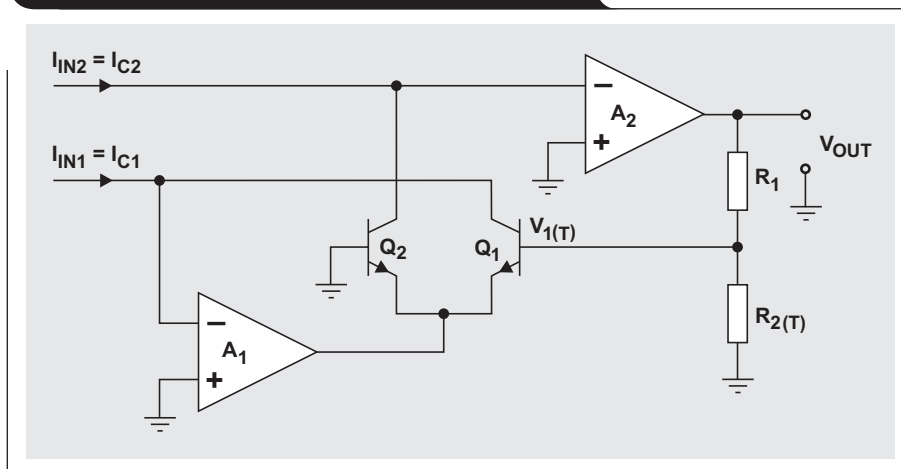 I_IN2 = I_C2
I_IN1 = I_C1
−
A_2
+
V_OUT
R_1
V_1(T)
Q_2
Q_1
R_2(T)
−
A_1
+